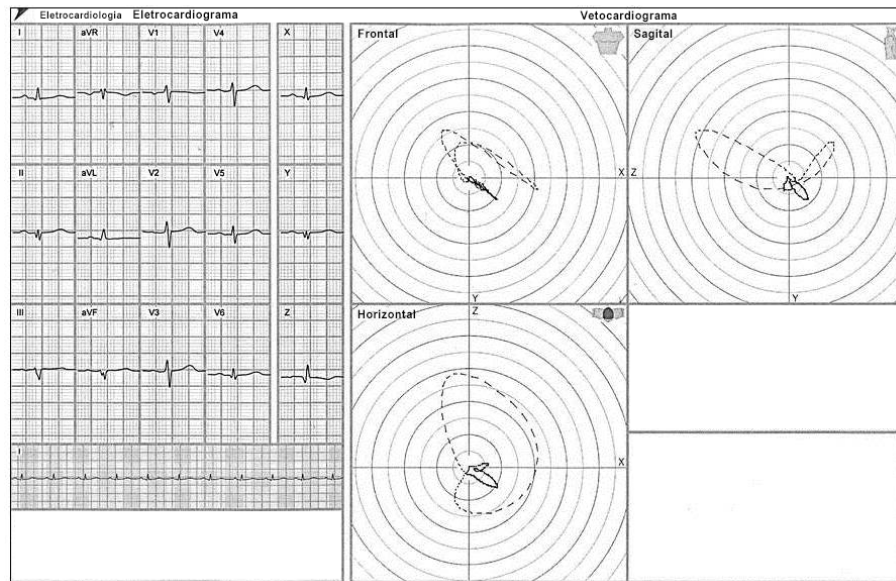 Eletrocardiologia Eletrocardiograma
Vetocardiograma
I aVR V1 V4 X
II aVL V2 V5 Y
III aVF V3 V6 Z
I
Frontal
X
Y
Sagital
Z
Y
Horizontal
Z
X